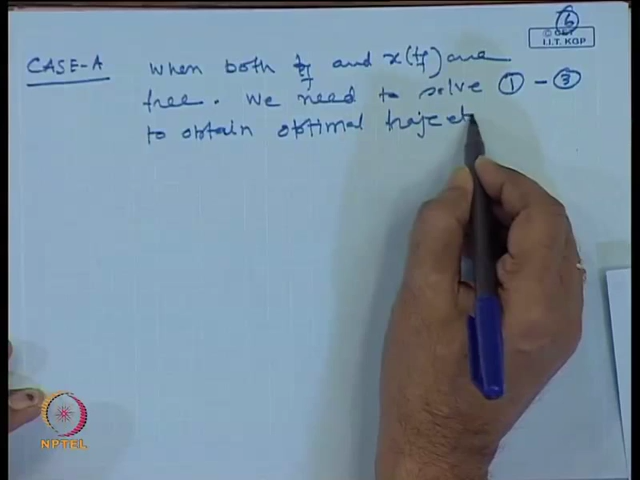 16
© CET
I.I.T. KGP
CASE-A when both tf and x(tf) are
free. We need to solve ① - ③
to obtain optimal traject
NPTEL